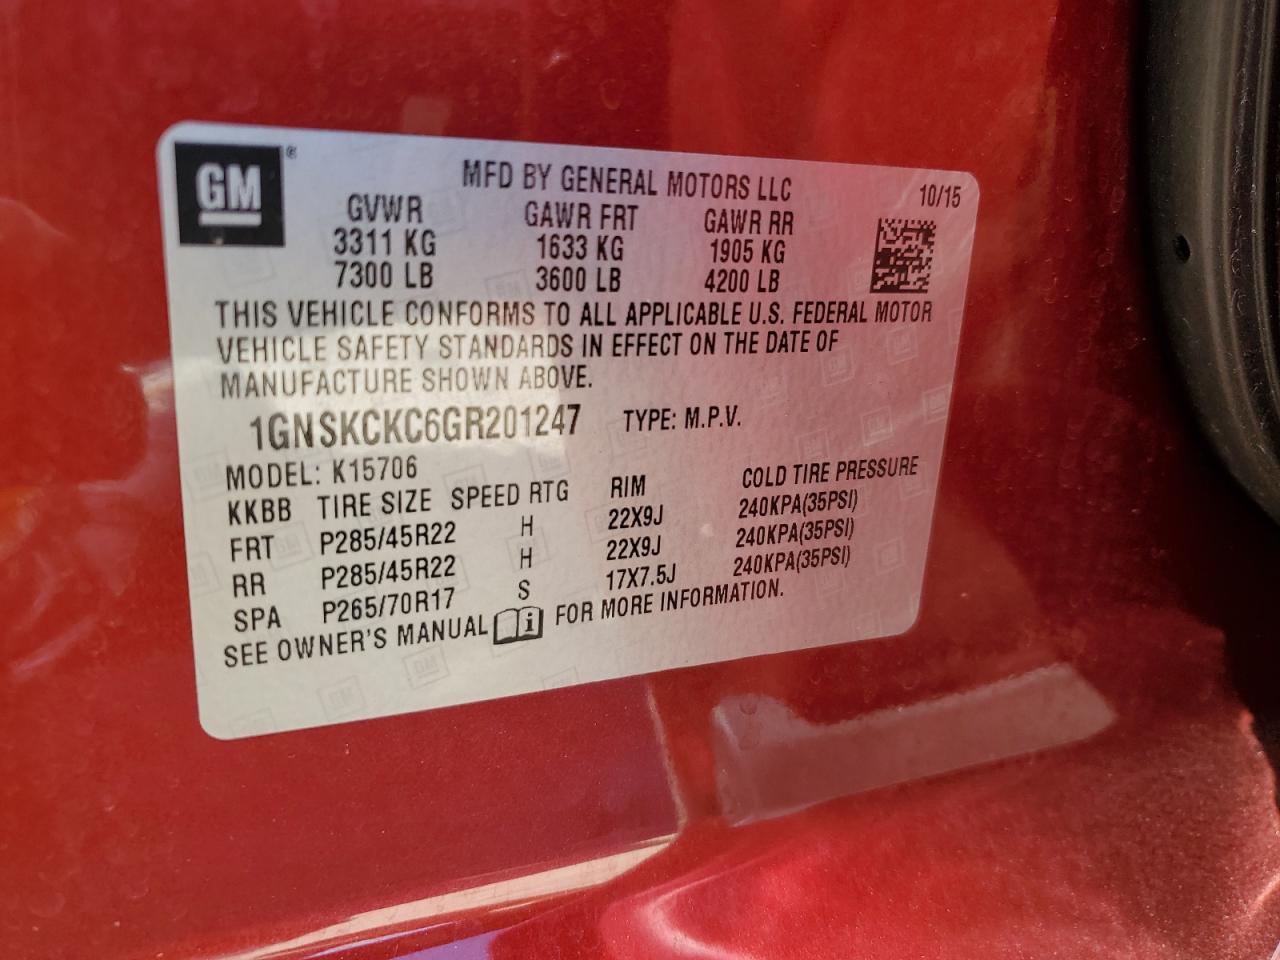 GM
MFD BY GENERAL MOTORS LLC
10/15
GVWR GAWR FRT GAWR RR
3311 KG 1633 KG 1905 KG
7300 LB 3600 LB 4200 LB
THIS VEHICLE CONFORMS TO ALL APPLICABLE U.S. FEDERAL MOTOR
VEHICLE SAFETY STANDARDS IN EFFECT ON THE DATE OF
MANUFACTURE SHOWN ABOVE.
1GNSKCKC6GR201247 TYPE: M.P.V.
MODEL: K15706
KKBB TIRE SIZE SPEED RTG RIM COLD TIRE PRESSURE
FRT P285/45R22 H 22X9J 240KPA(35PSI)
RR P285/45R22 H 22X9J 240KPA(35PSI)
SPA P265/70R17 S 17X7.5J 240KPA(35PSI)
SEE OWNER'S MANUAL FOR MORE INFORMATION.